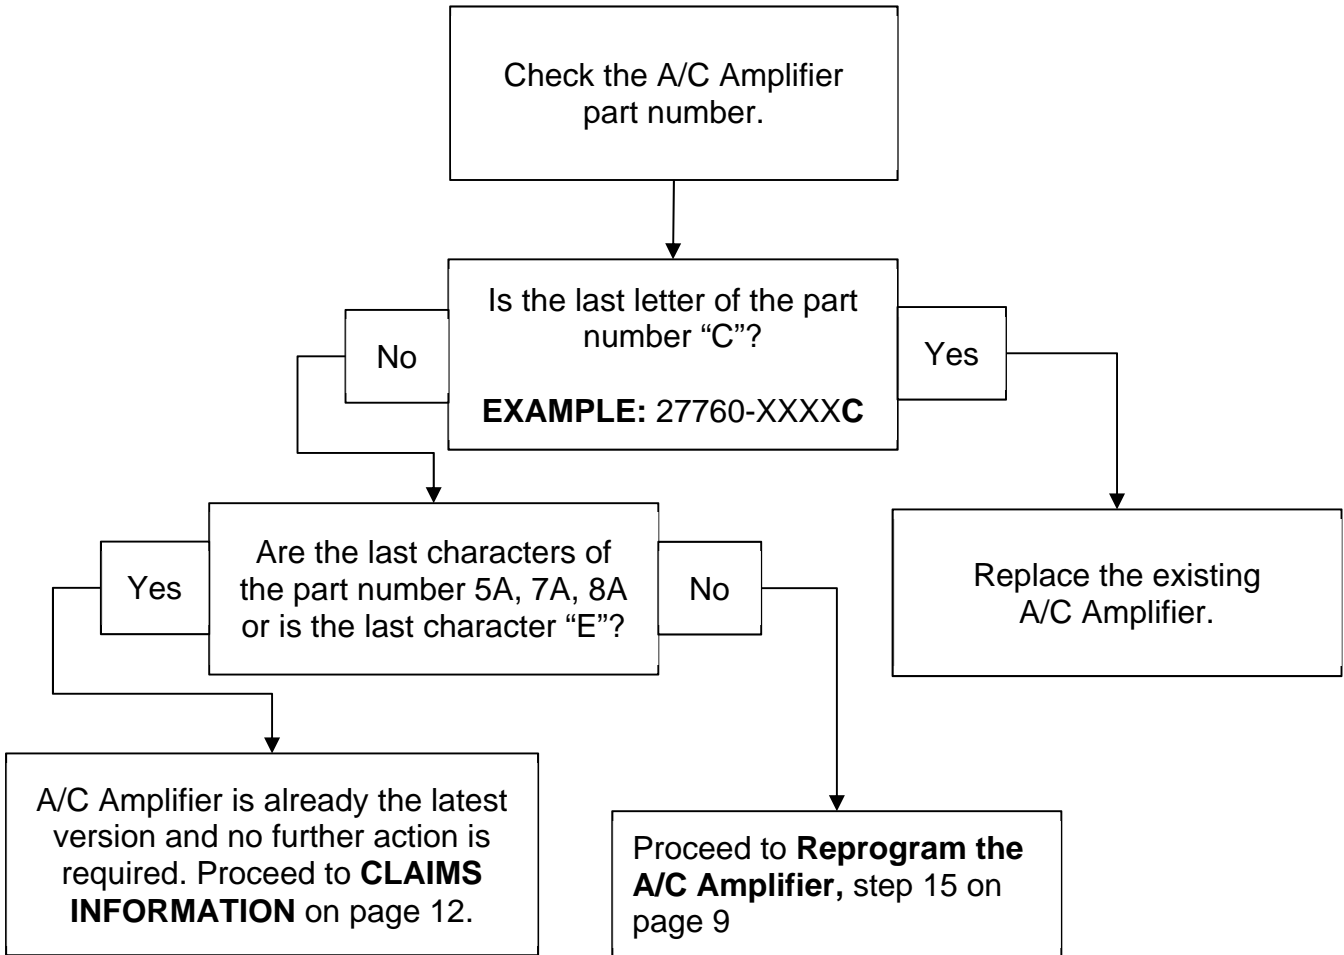 Check the A/C Amplifier
part number.
Is the last letter of the part
number “C”?
EXAMPLE: 27760-XXXXC
No
Yes
Are the last characters of
the part number 5A, 7A, 8A
or is the last character “E”?
Yes
No
Replace the existing
A/C Amplifier.
A/C Amplifier is already the latest
version and no further action is
required. Proceed to CLAIMS
INFORMATION on page 12.
Proceed to Reprogram the
A/C Amplifier, step 15 on
page 9